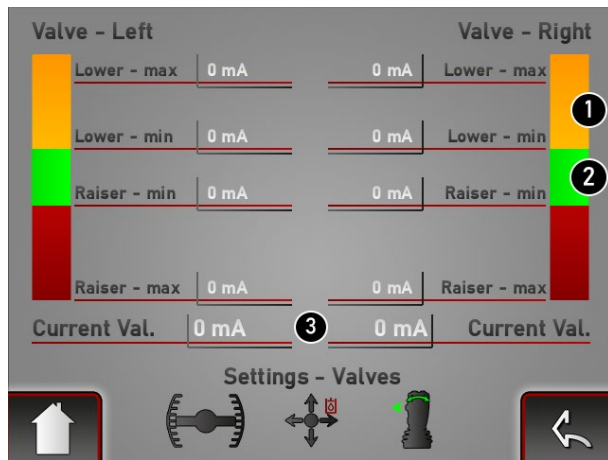 Valve - Left Valve - Right
Lower - max 0 mA 0 mA Lower - max
1
Lower - min 0 mA 0 mA Lower - min
2
Raiser - min 0 mA 0 mA Raiser - min
Raiser - max 0 mA 0 mA Raiser - max
Current Val. 0 mA 3 0 mA Current Val.
Settings - Valves